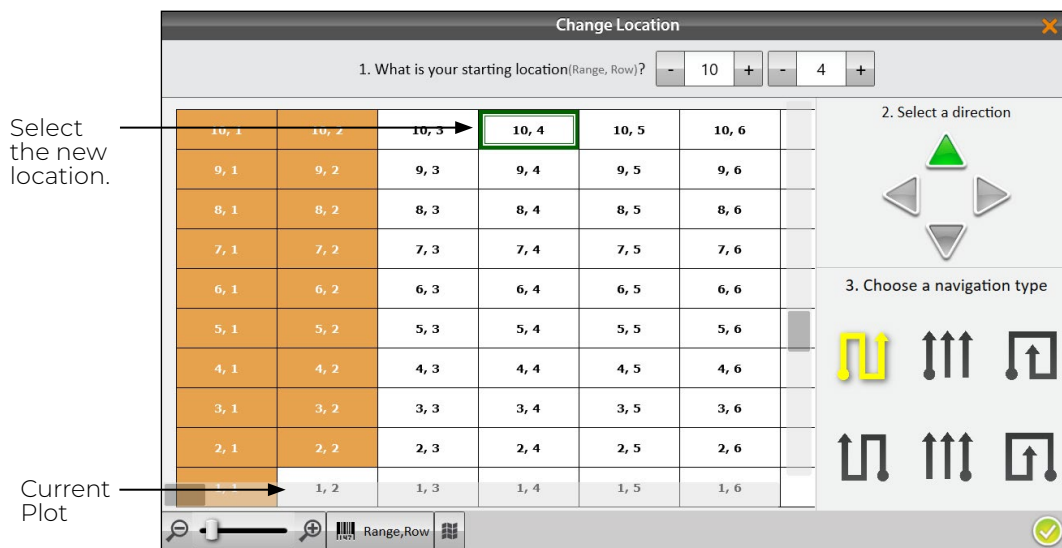 Change Location
1. What is your starting location(Range, Row)? - 10 + - 4 +
Select
the new
location.
10, 1 10, 2 10, 3 10, 4 10, 5 10, 6
9, 1 9, 2 9, 3 9, 4 9, 5 9, 6
8, 1 8, 2 8, 3 8, 4 8, 5 8, 6
7, 1 7, 2 7, 3 7, 4 7, 5 7, 6
6, 1 6, 2 6, 3 6, 4 6, 5 6, 6
5, 1 5, 2 5, 3 5, 4 5, 5 5, 6
4, 1 4, 2 4, 3 4, 4 4, 5 4, 6
3, 1 3, 2 3, 3 3, 4 3, 5 3, 6
2, 1 2, 2 2, 3 2, 4 2, 5 2, 6
1, 1 1, 2 1, 3 1, 4 1, 5 1, 6
Current
Plot
2. Select a direction
3. Choose a navigation type
Range,Row